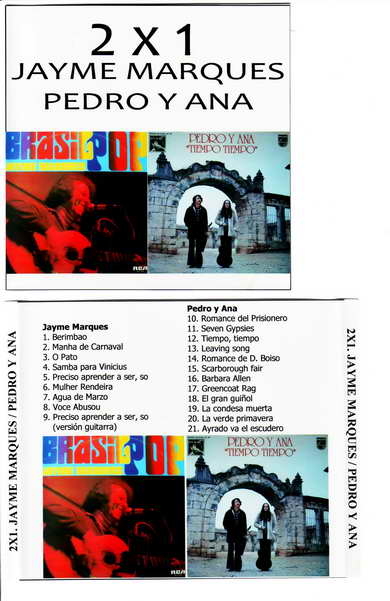 2 X 1
JAYME MARQUES
PEDRO Y ANA
BRASIL POP
RCA
PEDRO Y ANA
"TIEMPO TIEMPO"
2X1. JAYME MARQUES / PEDRO Y ANA
Jayme Marques
1. Berimbao
2. Manha de Carnaval
3. O Pato
4. Samba para Vinicius
5. Preciso aprender a ser, so
6. Mulher Rendeira
7. Agua de Marzo
8. Voce Abusou
9. Preciso aprender a ser, so
(versión guitarra)
Pedro y Ana
10. Romance del Prisionero
11. Seven Gypsies
12. Tiempo, tiempo
13. Leaving song
14. Romance de D. Boiso
15. Scarborough fair
16. Barbara Allen
17. Greencoat Rag
18. El gran guiñol
19. La condesa muerta
20. La verde primavera
21. Ayrado va el escudero
BRASIL POP
RCA
PEDRO Y ANA
"TIEMPO TIEMPO"
2X1. JAYME MARQUES / PEDRO Y ANA